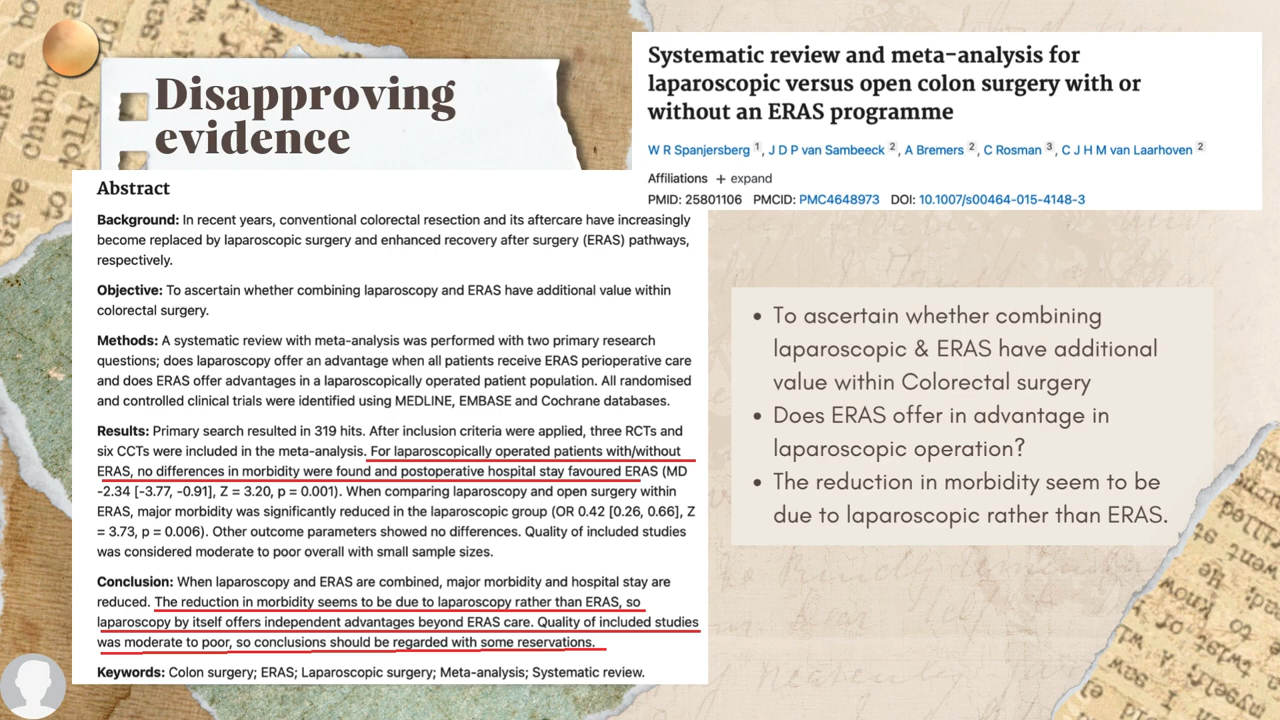 Disapproving
evidence
Systematic review and meta-analysis for
laparoscopic versus open colon surgery with or
without an ERAS programme
W R Spanjersberg 1, J D P van Sambeeck 2, A Bremers 2, C Rosman 3, C J H M van Laarhoven 2
Affiliations + expand
PMID: 25801106 PMCID: PMC4648973 DOI: 10.1007/s00464-015-4148-3
Abstract
Background: In recent years, conventional colorectal resection and its aftercare have increasingly
become replaced by laparoscopic surgery and enhanced recovery after surgery (ERAS) pathways,
respectively.
Objective: To ascertain whether combining laparoscopy and ERAS have additional value within
colorectal surgery.
Methods: A systematic review with meta-analysis was performed with two primary research
questions; does laparoscopy offer an advantage when all patients receive ERAS perioperative care
and does ERAS offer advantages in a laparoscopically operated patient population. All randomised
and controlled clinical trials were identified using MEDLINE, EMBASE and Cochrane databases.
Results: Primary search resulted in 319 hits. After inclusion criteria were applied, three RCTs and
six CCTs were included in the meta-analysis. For laparoscopically operated patients with/without
ERAS, no differences in morbidity were found and postoperative hospital stay favoured ERAS (MD
-2.34 [-3.77, -0.91], Z = 3.20, p = 0.001). When comparing laparoscopy and open surgery within
ERAS, major morbidity was significantly reduced in the laparoscopic group (OR 0.42 [0.26, 0.66], Z
= 3.73, p = 0.006). Other outcome parameters showed no differences. Quality of included studies
was considered moderate to poor overall with small sample sizes.
Conclusion: When laparoscopy and ERAS are combined, major morbidity and hospital stay are
reduced. The reduction in morbidity seems to be due to laparoscopy rather than ERAS, so
laparoscopy by itself offers independent advantages beyond ERAS care. Quality of included studies
was moderate to poor, so conclusions should be regarded with some reservations.
Keywords: Colon surgery; ERAS; Laparoscopic surgery; Meta-analysis; Systematic review.
• To ascertain whether combining
laparoscopic & ERAS have additional
value within Colorectal surgery
• Does ERAS offer in advantage in
laparoscopic operation?
• The reduction in morbidity seem to be
due to laparoscopic rather than ERAS.